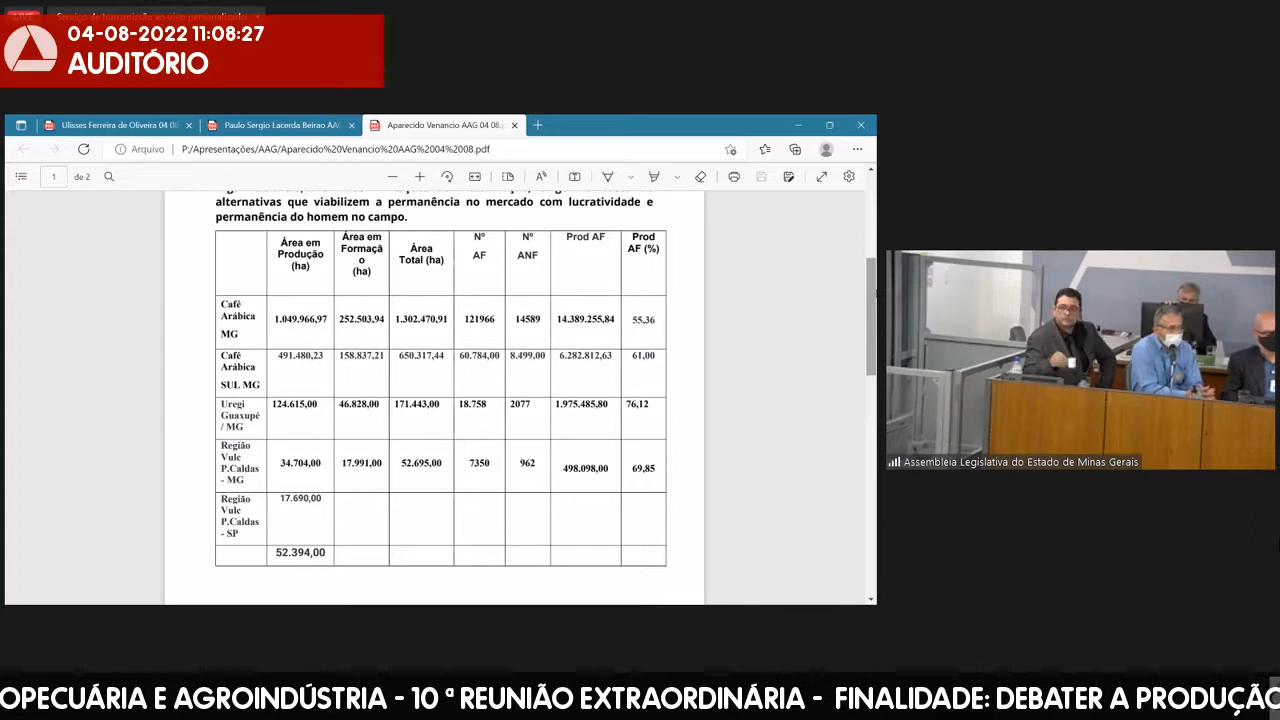 LIVE
Serviço de transmissão ao vivo personalizado
04-08-2022 11:08:27
AUDITÓRIO
Ulisses Ferreira de Oliveira 04 08
Paulo Sergio Lacerda Beirao AAG
Aparecido Venancio AAG 04 08.p
Arquivo
P:/Apresentações/AAG/Aparecido%20Venancio%20AAG%2004%2008.pdf
1 de 2
alternativas que viabilizem a permanência no mercado com lucratividade e
permanência do homem no campo.
Área em Produção (ha) Área em Formação (ha) Área Total (ha) Nº AF Nº ANF Prod AF Prod AF (%)
Café Arábica MG 1.049.966,97 252.503,94 1.302.470,91 121966 14589 14.389.255,84 55,36
Café Arábica SUL MG 491.480,23 158.837,21 650.317,44 60.784,00 8.499,00 6.282.812,63 61,00
Uregi Guaxupé / MG 124.615,00 46.828,00 171.443,00 18.758 2077 1.975.485,80 76,12
Região Vulc P.Caldas - MG 34.704,00 17.991,00 52.695,00 7350 962 498.098,00 69,85
Região Vulc P.Caldas - SP 17.690,00
52.394,00
Assembleia Legislativa do Estado de Minas Gerais
OPECUÁRIA E AGROINDÚSTRIA - 10 ª REUNIÃO EXTRAORDINÁRIA - FINALIDADE: DEBATER A PRODUÇÃO